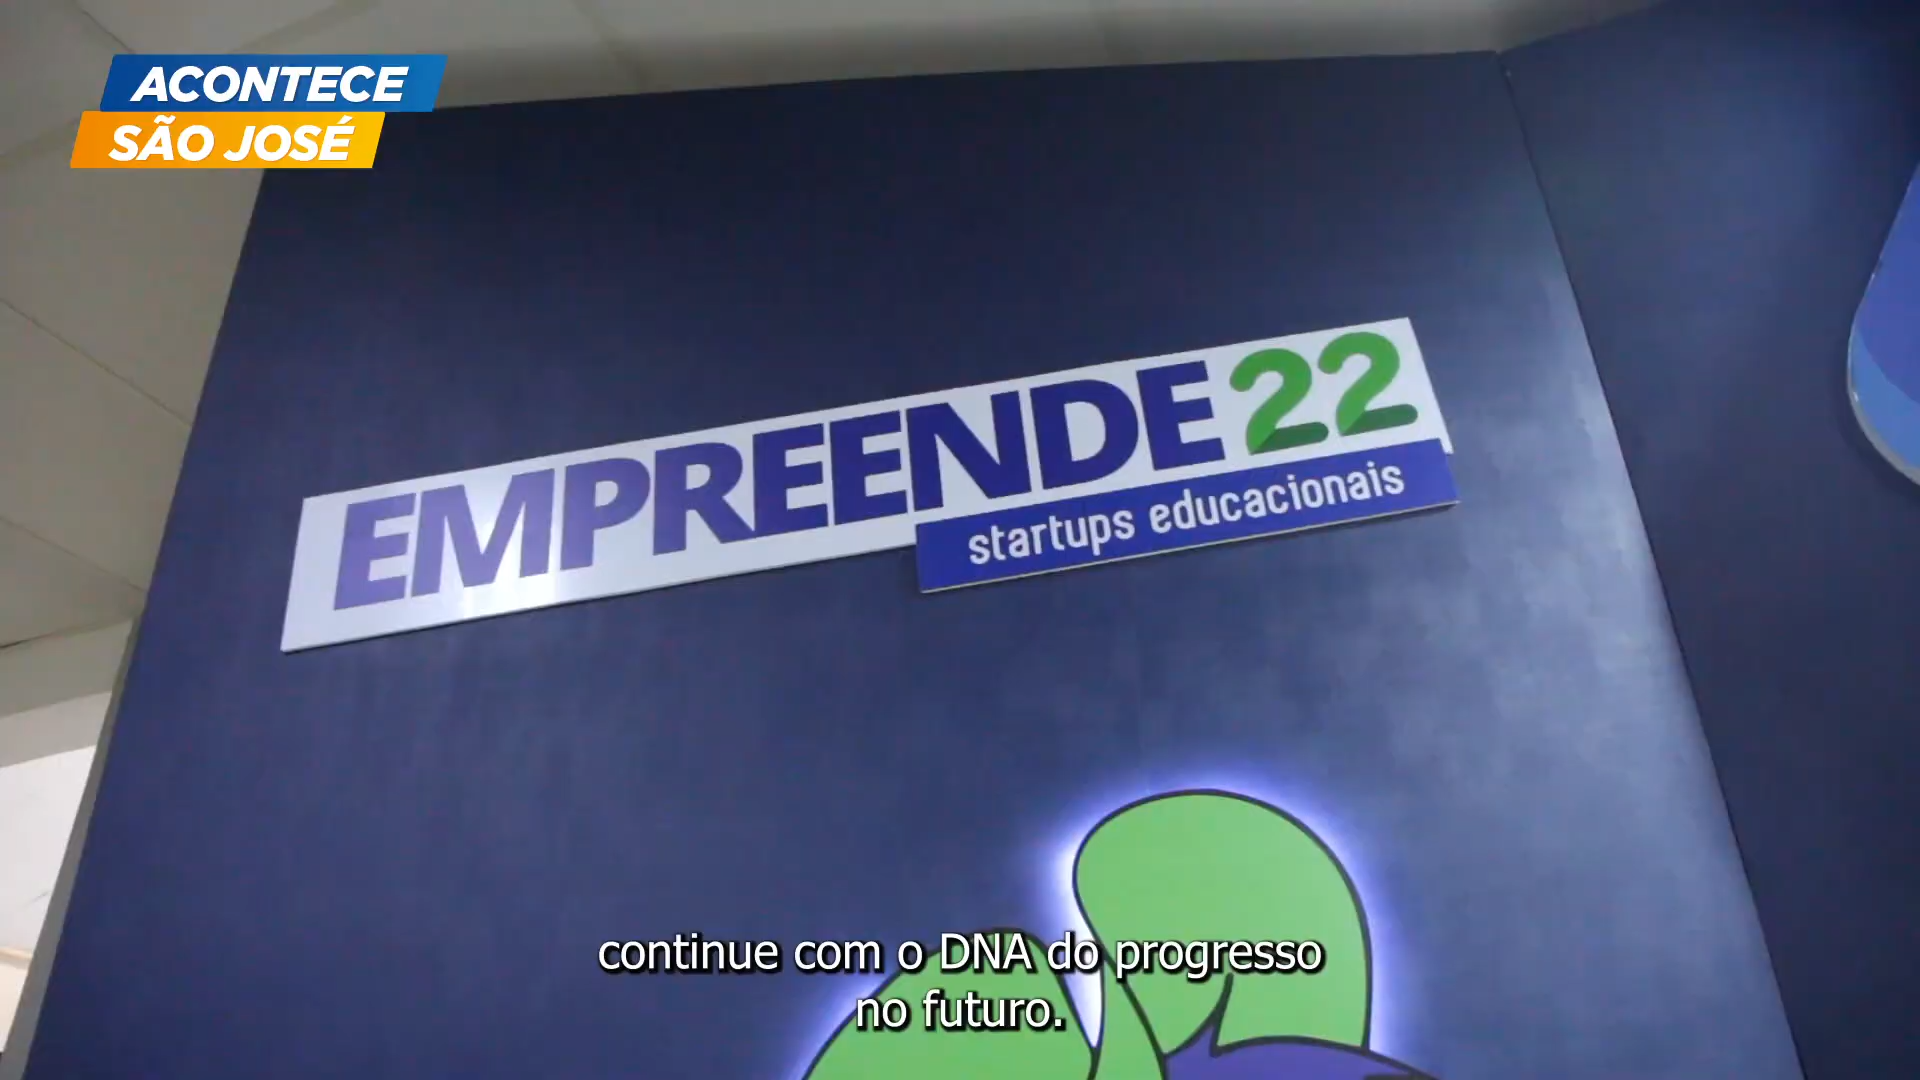 ACONTECE
SÃO JOSÉ
EMPREENDE22
startups educacionais
continue com o DNA do progresso
no futuro.